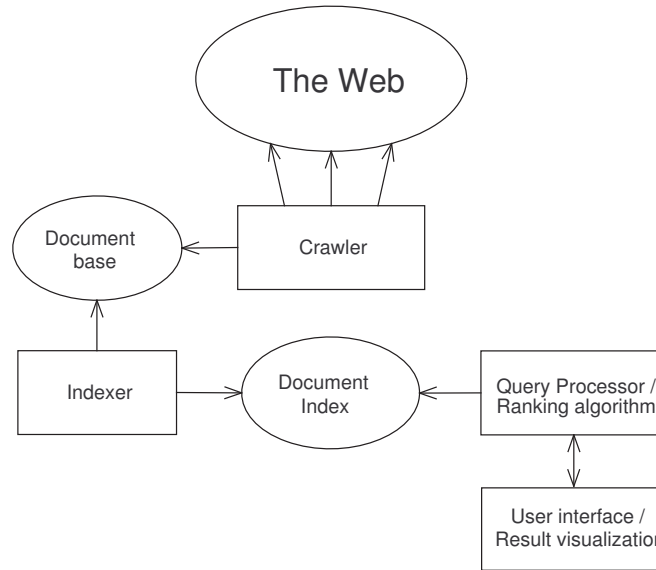 The Web
Document
base
Crawler
Indexer
Document
Index
Query Processor /
Ranking algorithm
User interface /
Result visualization